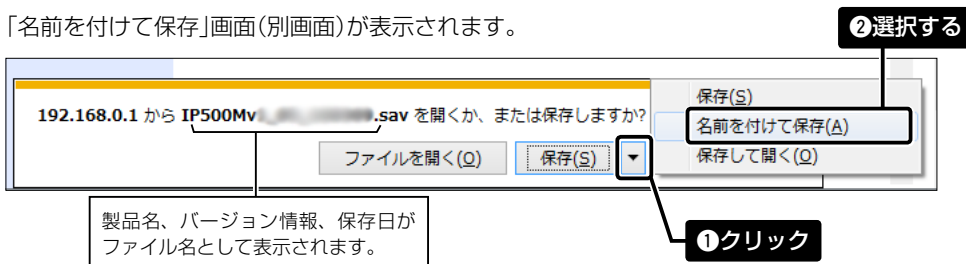 「名前を付けて保存」画面(別画面)が表示されます。
❷選択する
192.168.0.1 から IP500Mv .sav を開くか、または保存しますか?
ファイルを開く(O)
保存(S)
保存(S)
名前を付けて保存(A)
保存して開く(O)
製品名、バージョン情報、保存日が
ファイル名として表示されます。
❶クリック